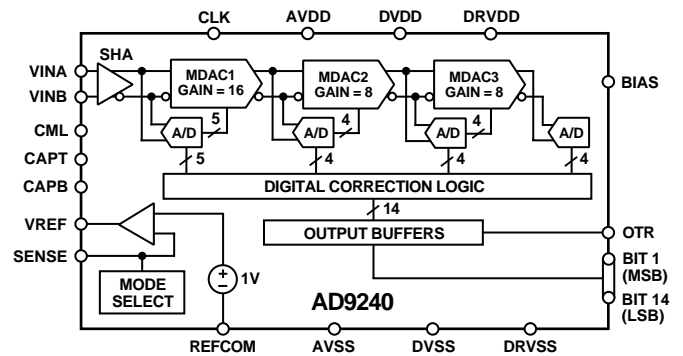 CLK AVDD DVDD DRVDD
SHA
VINA
VINB
MDAC1
GAIN = 16
MDAC2
GAIN = 8
MDAC3
GAIN = 8
BIAS
CML
CAPT
CAPB
A/D 5
A/D 4
A/D 4
A/D
5 4 4 4
DIGITAL CORRECTION LOGIC
14
VREF
SENSE
OUTPUT BUFFERS
OTR
BIT 1
(MSB)
MODE
SELECT
+
−
1V
AD9240
BIT 14
(LSB)
REFCOM AVSS DVSS DRVSS